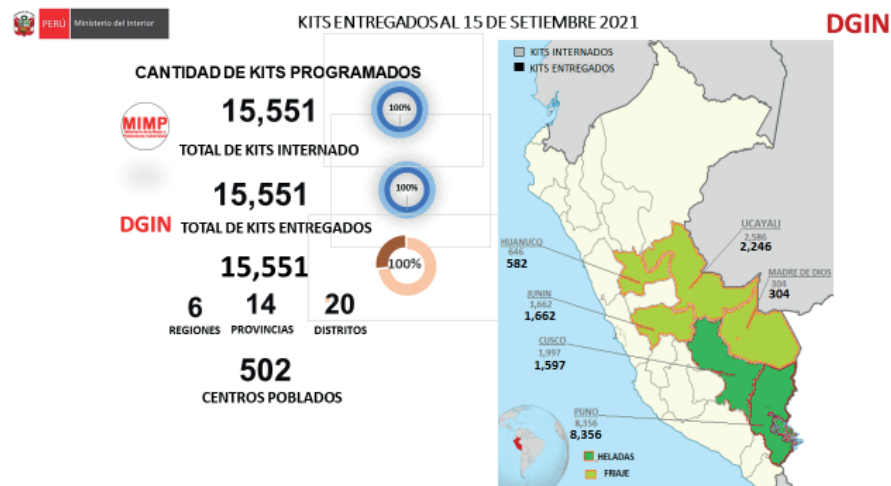 PERÚ
Ministerio del Interior
KITS ENTREGADOS AL 15 DE SETIEMBRE 2021
DGIN
CANTIDAD DE KITS PROGRAMADOS
15,551
100%
MIMP
TOTAL DE KITS INTERNADO
15,551
100%
DGIN
TOTAL DE KITS ENTREGADOS
15,551
100%
6
REGIONES
14
PROVINCIAS
20
DISTRITOS
502
CENTROS POBLADOS
KITS INTERNADOS
KITS ENTREGADOS
UCAYALI
2,586
2,246
HUANUCO
646
582
MADRE DE DIOS
304
304
JUNIN
1,662
1,662
CUSCO
1,997
1,597
PUNO
8,356
8,356
HELADAS
FRIAJE